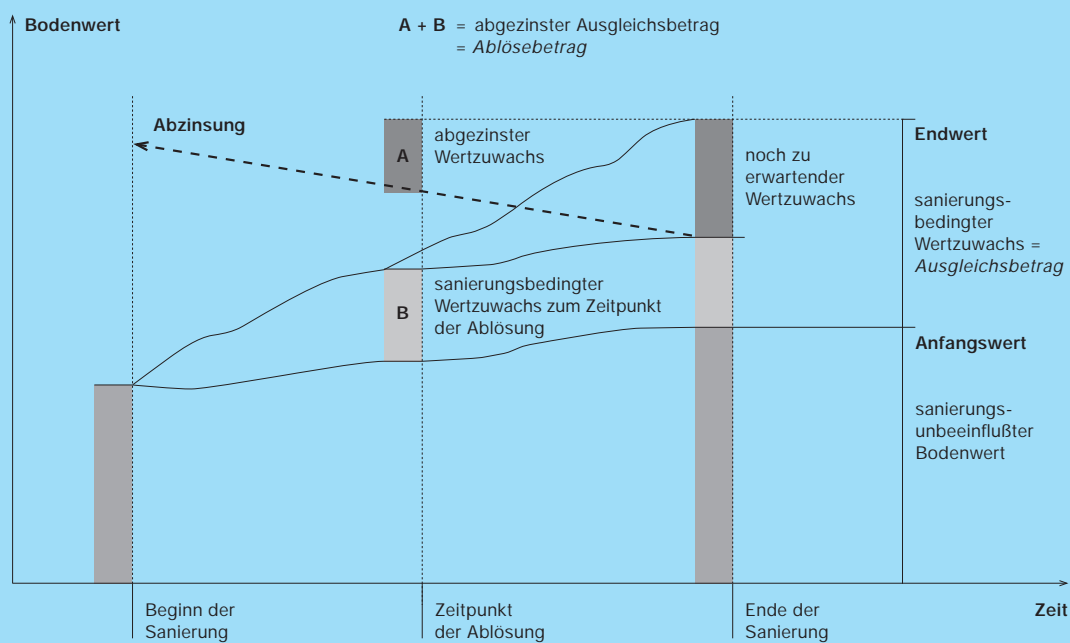 Bodenwert
A + B = abgezinster Ausgleichsbetrag
= Ablösebetrag
Abzinsung
A
abgezinster
Wertzuwachs
noch zu
erwartender
Wertzuwachs
Endwert
sanierungs-
bedingter
Wertzuwachs =
Ausgleichsbetrag
B
sanierungsbedingter
Wertzuwachs zum Zeitpunkt
der Ablösung
Anfangswert
sanierungs-
unbeeinflußter
Bodenwert
Beginn der
Sanierung
Zeitpunkt
der Ablösung
Ende der
Sanierung
Zeit